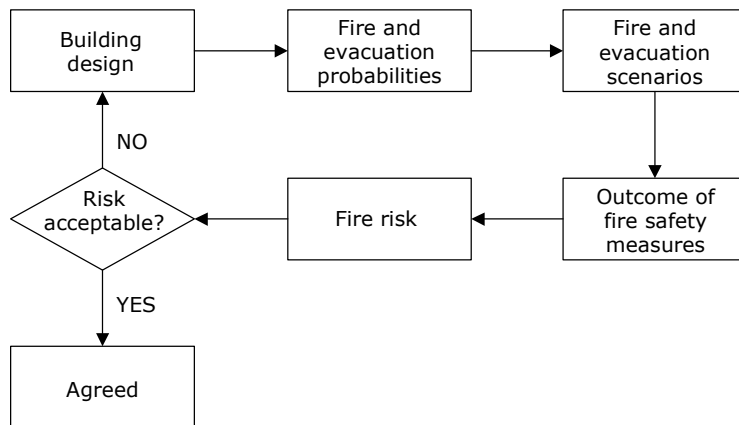 Building
design
Fire and
evacuation
probabilities
Fire and
evacuation
scenarios
NO
Risk
acceptable?
Fire risk
Outcome of
fire safety
measures
YES
Agreed